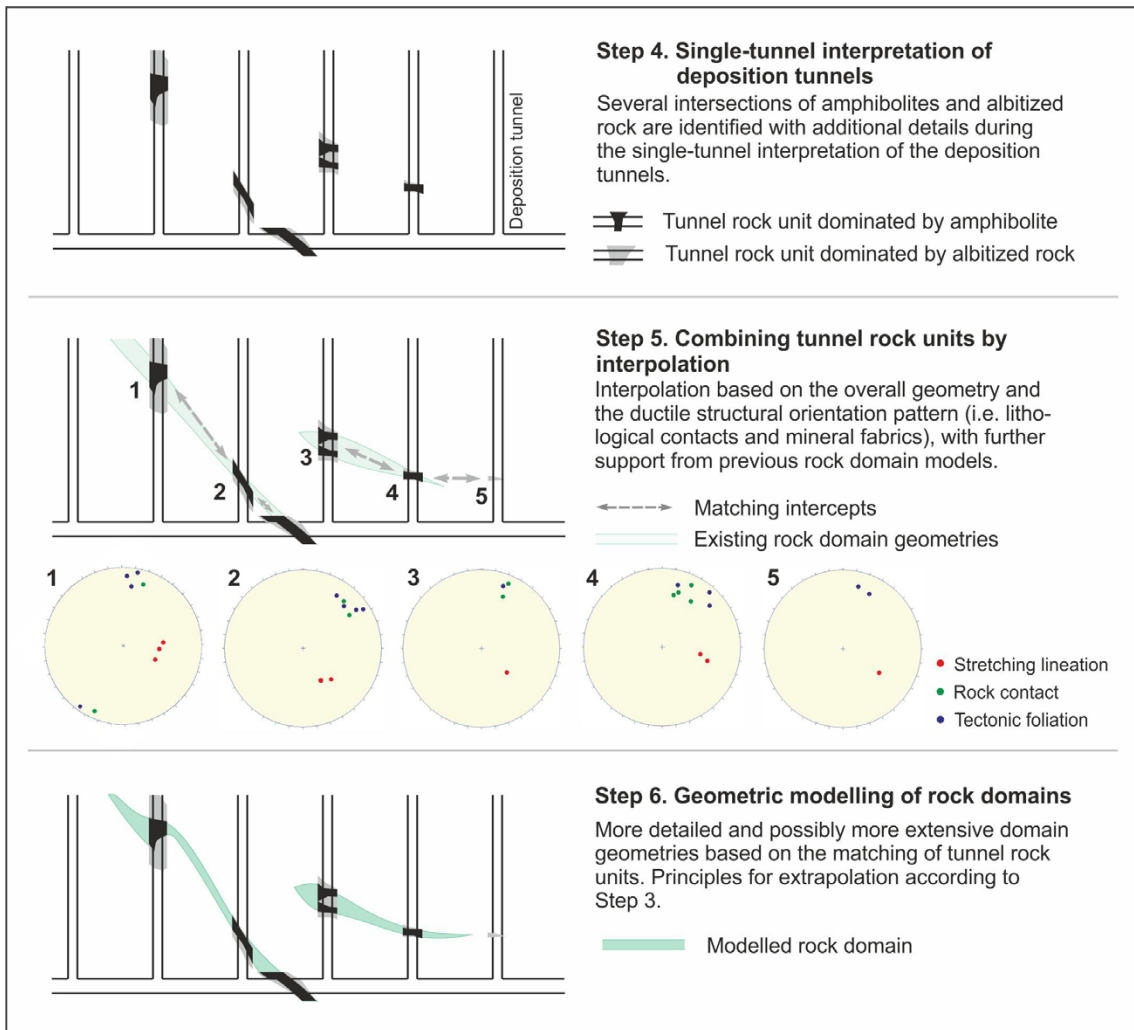 Step 4. Single-tunnel interpretation of
deposition tunnels
Several intersections of amphibolites and albitized
rock are identified with additional details during
the single-tunnel interpretation of the deposition
tunnels.
Deposition tunnel
Tunnel rock unit dominated by amphibolite
Tunnel rock unit dominated by albitized rock
Step 5. Combining tunnel rock units by
interpolation
Interpolation based on the overall geometry and
the ductile structural orientation pattern (i.e. litho-
logical contacts and mineral fabrics), with further
support from previous rock domain models.
1
2
3
4
5
Matching intercepts
Existing rock domain geometries
1
2
3
4
5
Stretching lineation
Rock contact
Tectonic foliation
Step 6. Geometric modelling of rock domains
More detailed and possibly more extensive domain
geometries based on the matching of tunnel rock
units. Principles for extrapolation according to
Step 3.
Modelled rock domain